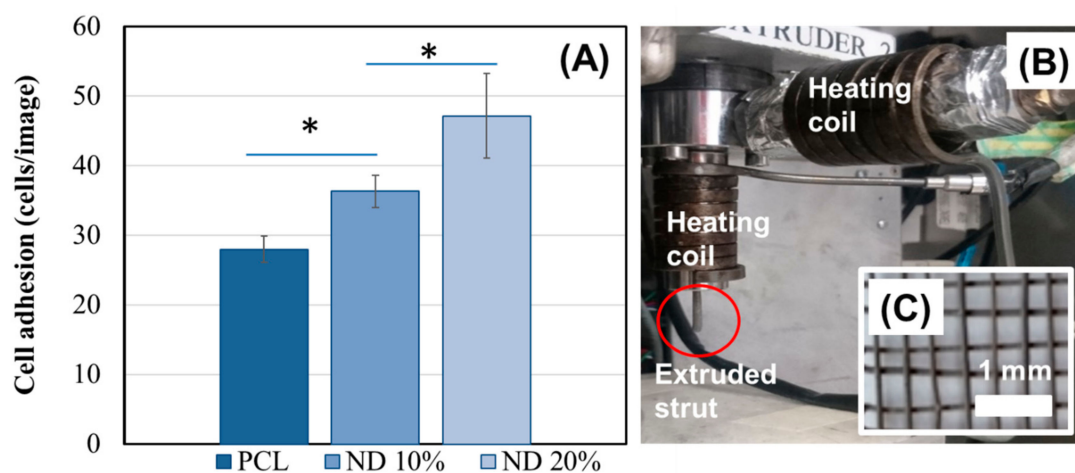 60
50
40
30
20
10
0
Cell adhesion (cells/image)
*
*
(A)
PCL
ND 10%
ND 20%
EXTRUDER 2
(B)
Heating
coil
Heating
coil
Extruded
strut
(C)
1 mm